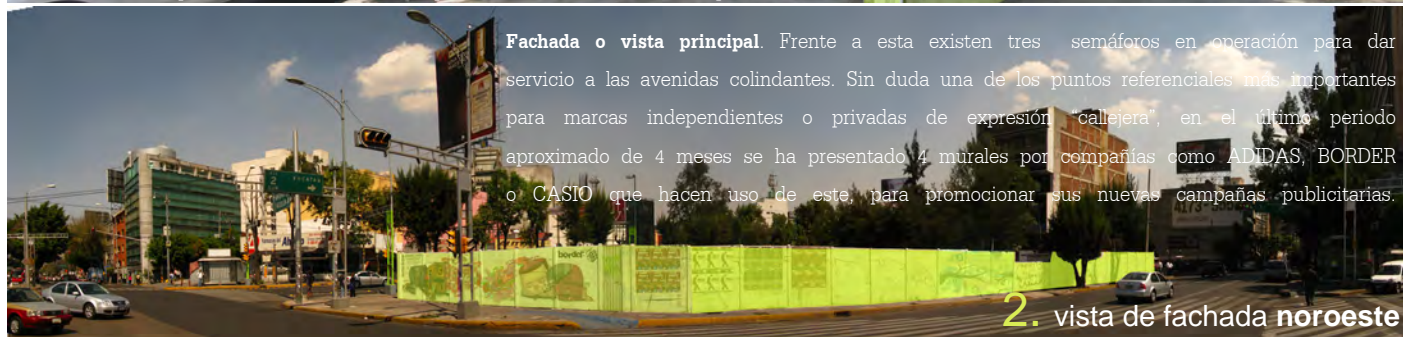 Fachada o vista principal. Frente a esta existen tres semáforos en operación para dar
servicio a las avenidas colindantes. Sin duda una de los puntos referenciales más importantes
para marcas independientes o privadas de expresión "callejera", en el último periodo
aproximado de 4 meses se ha presentado 4 murales por compañías como ADIDAS, BORDER
o CASIO que hacen uso de este, para promocionar sus nuevas campañas publicitarias.
2
border
2. vista de fachada noroeste